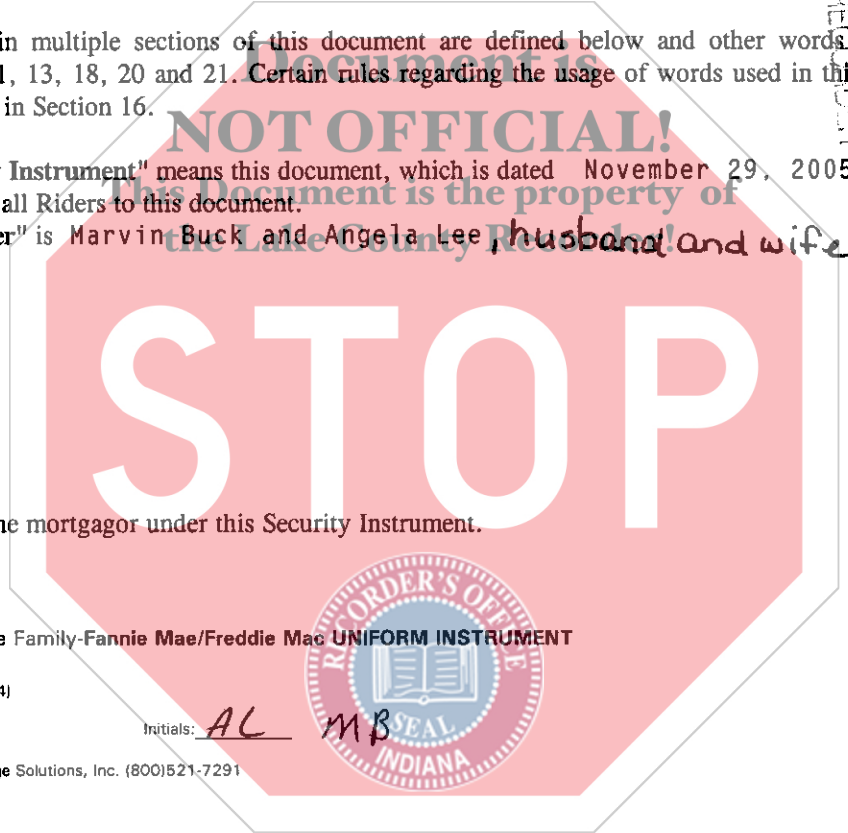 in multiple sections of this document are defined below and other words
1, 13, 18, 20 and 21. Certain rules regarding the usage of words used in thi
in Section 16.
Document is
NOT OFFICIAL!
This Document is the property of
the Lake County Recorder!
Instrument" means this document, which is dated November 29, 2005
all Riders to this document.
er" is Marvin Buck and Angela Lee, husband and wife
STOP
he mortgagor under this Security Instrument.
e Family-Fannie Mae/Freddie Mac UNIFORM INSTRUMENT
4)
Initials: AL MB
ge Solutions, Inc. (800)521-7291
RECORDER'S OFFICE
SEAL
INDIANA